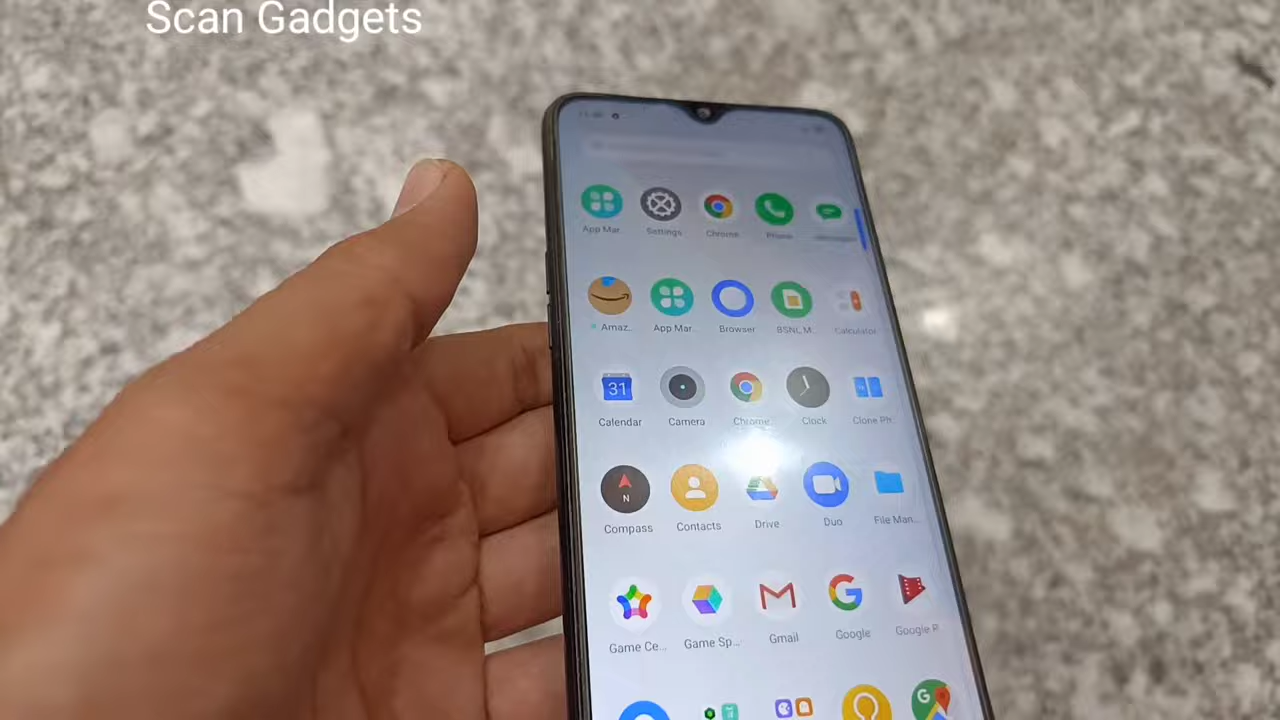 Scan Gadgets
App Mar..
Settings
Chrome
Phone
Amaz..
App Mar..
Browser
BSNL M..
Calculator
31
Calendar
Camera
Chrome
Clock
Clone Ph..
N
Compass
Contacts
Drive
Duo
File Man...
Game Ce...
Game Sp...
Gmail
Google
Google P
G